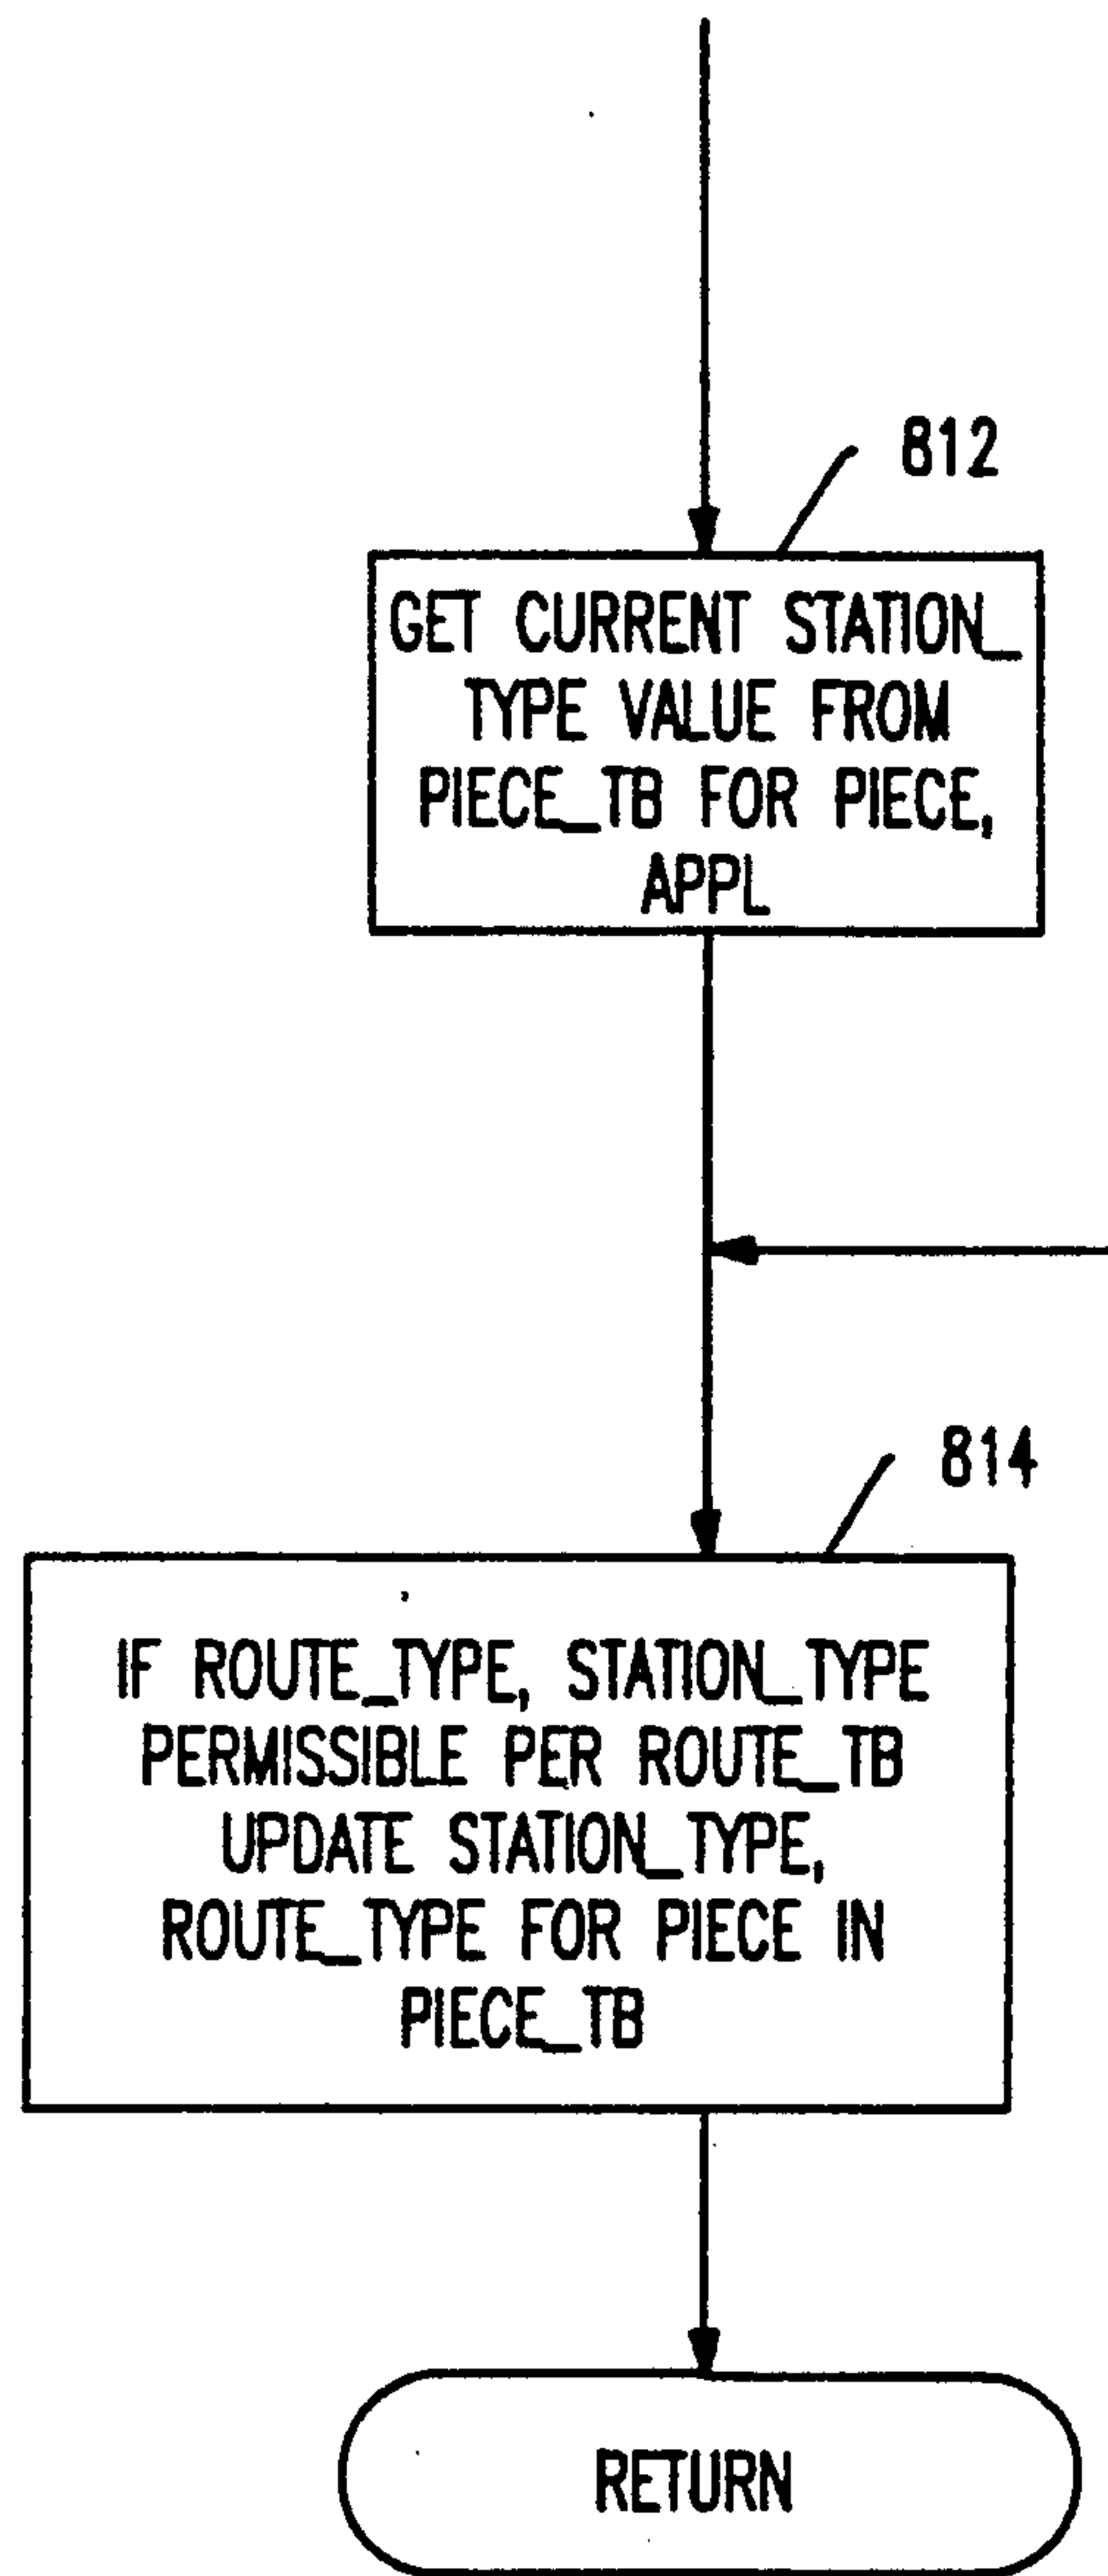 812
GET CURRENT STATION_
TYPE VALUE FROM
PIECE_TB FOR PIECE,
APPL
814
IF ROUTE_TYPE, STATION_TYPE
PERMISSIBLE PER ROUTE_TB
UPDATE STATION_TYPE,
ROUTE_TYPE FOR PIECE IN
PIECE_TB
RETURN